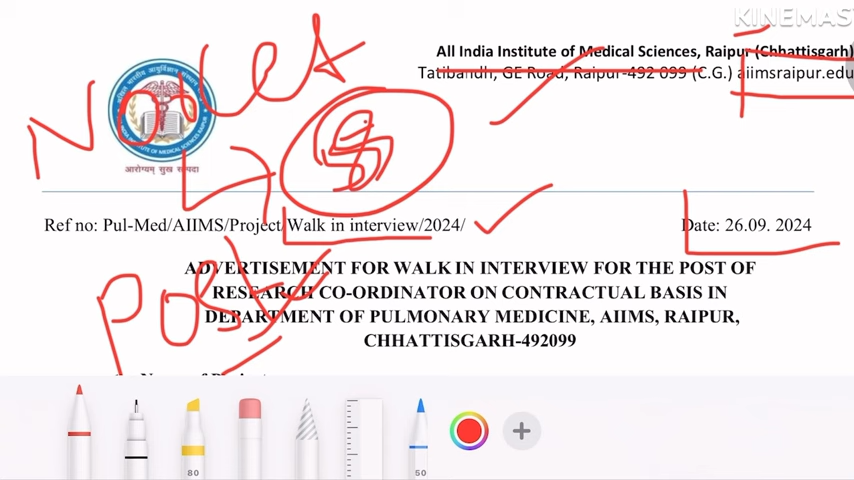 KINEMAS
All India Institute of Medical Sciences, Raipur (Chhattisgarh)
Tatibandh, GE Road, Raipur-492 099 (C.G.) aiimsraipur.edu
आरोग्यम् सुख सम्पदा
Ref no: Pul-Med/AIIMS/Project/Walk in interview/2024/
Date: 26.09. 2024
ADVERTISEMENT FOR WALK IN INTERVIEW FOR THE POST OF
RESEARCH CO-ORDINATOR ON CONTRACTUAL BASIS IN
DEPARTMENT OF PULMONARY MEDICINE, AIIMS, RAIPUR,
CHHATTISGARH-492099
Post
80
50